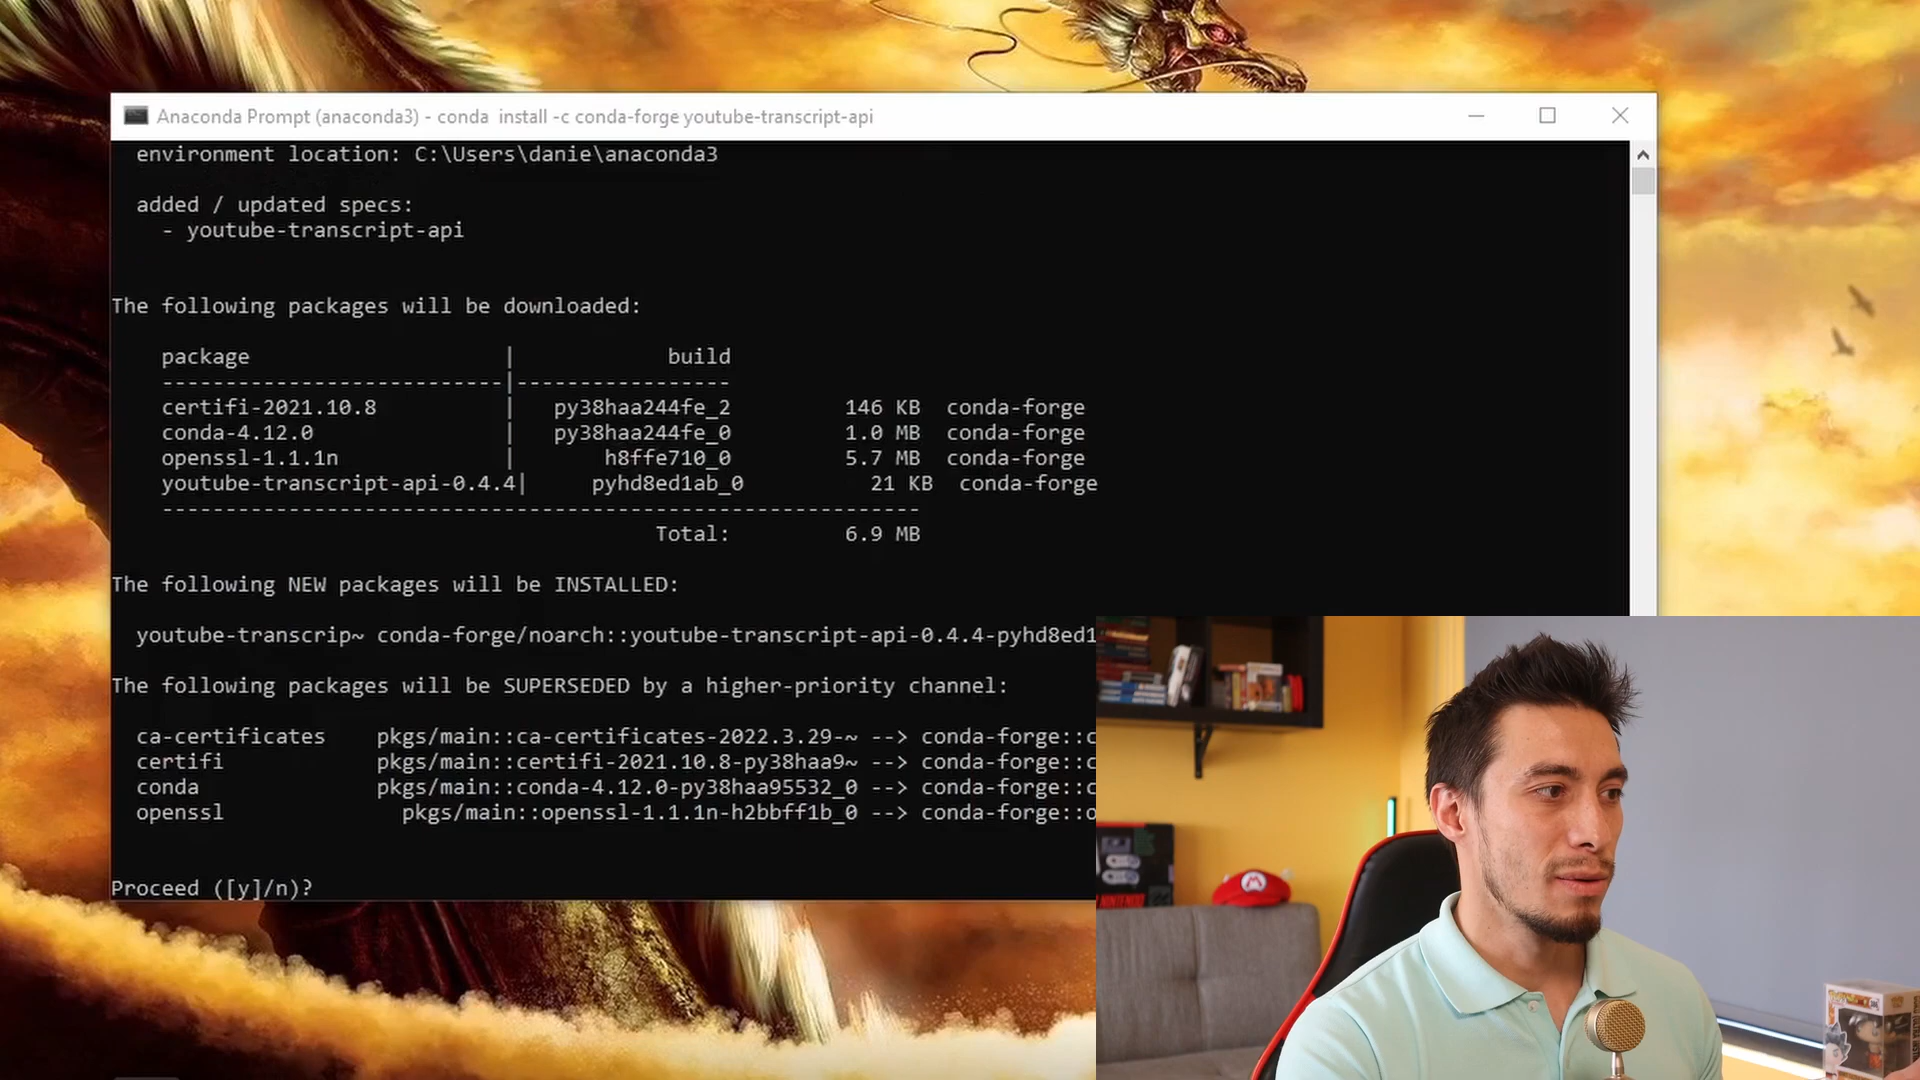 Anaconda Prompt (anaconda3) - conda  install -c conda-forge youtube-transcript-api
environment location: C:\Users\danie\anaconda3
added / updated specs:
- youtube-transcript-api
The following packages will be downloaded:
package                    |            build
---------------------------|-----------------
certifi-2021.10.8          |   py38haa244fe_2         146 KB  conda-forge
conda-4.12.0               |   py38haa244fe_0         1.0 MB  conda-forge
openssl-1.1.1n             |       h8ffe710_0         5.7 MB  conda-forge
youtube-transcript-api-0.4.4|     pyhd8ed1ab_0          21 KB  conda-forge
------------------------------------------------------------
Total:         6.9 MB
The following NEW packages will be INSTALLED:
youtube-transcrip~ conda-forge/noarch::youtube-transcript-api-0.4.4-pyhd8ed1
The following packages will be SUPERSEDED by a higher-priority channel:
ca-certificates    pkgs/main::ca-certificates-2022.3.29-~ --> conda-forge::c
certifi            pkgs/main::certifi-2021.10.8-py38haa9~ --> conda-forge::c
conda              pkgs/main::conda-4.12.0-py38haa95532_0 --> conda-forge::c
openssl              pkgs/main::openssl-1.1.1n-h2bbff1b_0 --> conda-forge::o
Proceed ([y]/n)?
M
NINTENDO